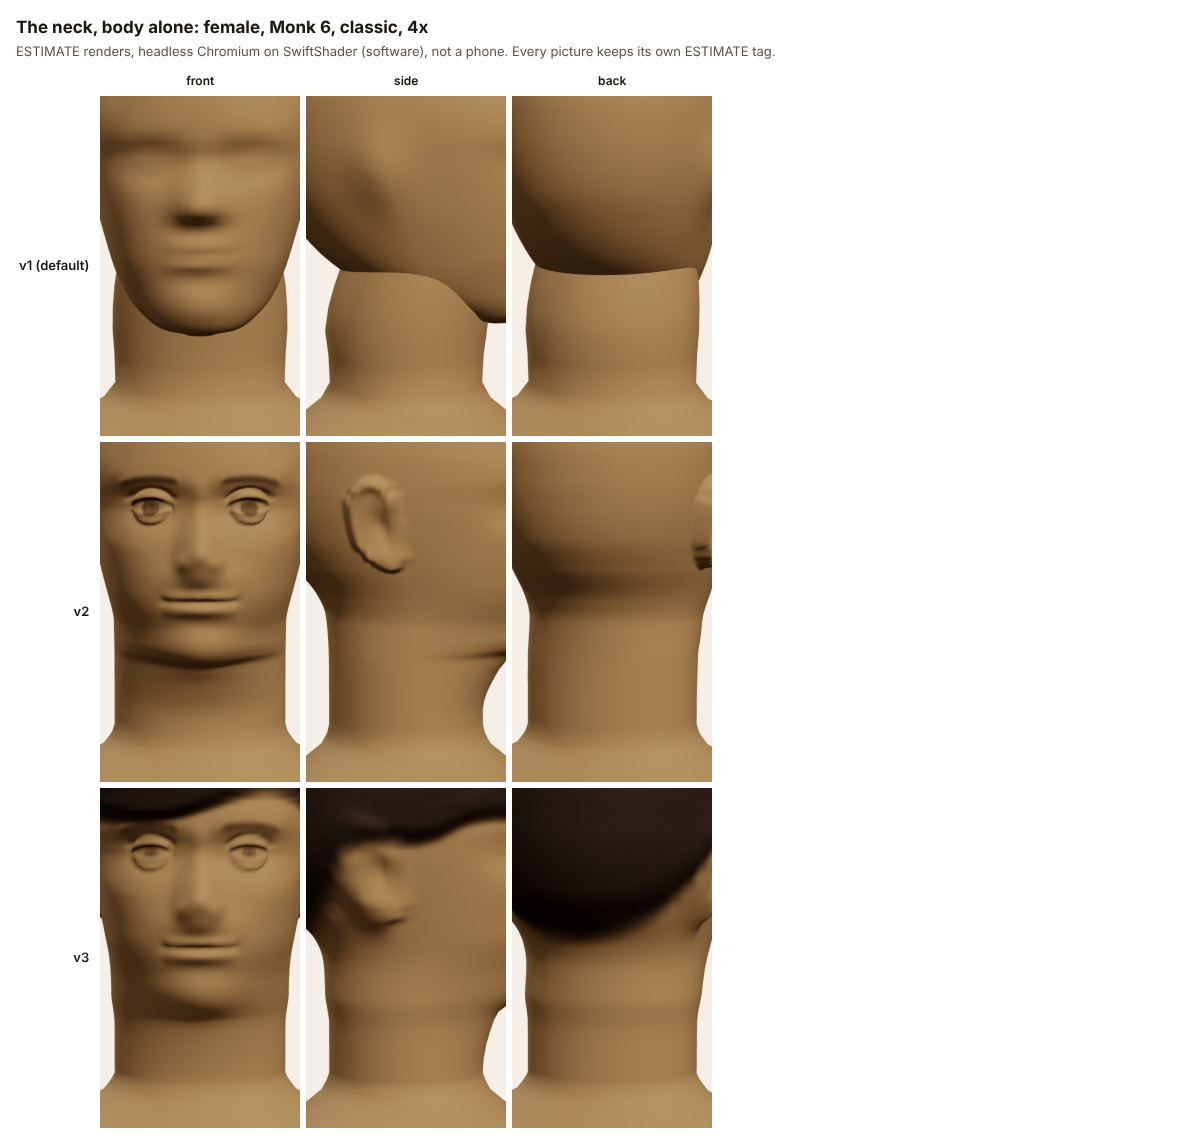 The neck, body alone: female, Monk 6, classic, 4x
ESTIMATE renders, headless Chromium on SwiftShader (software), not a phone. Every picture keeps its own ESTIMATE tag.
front side back
v1 (default)
v2
v3